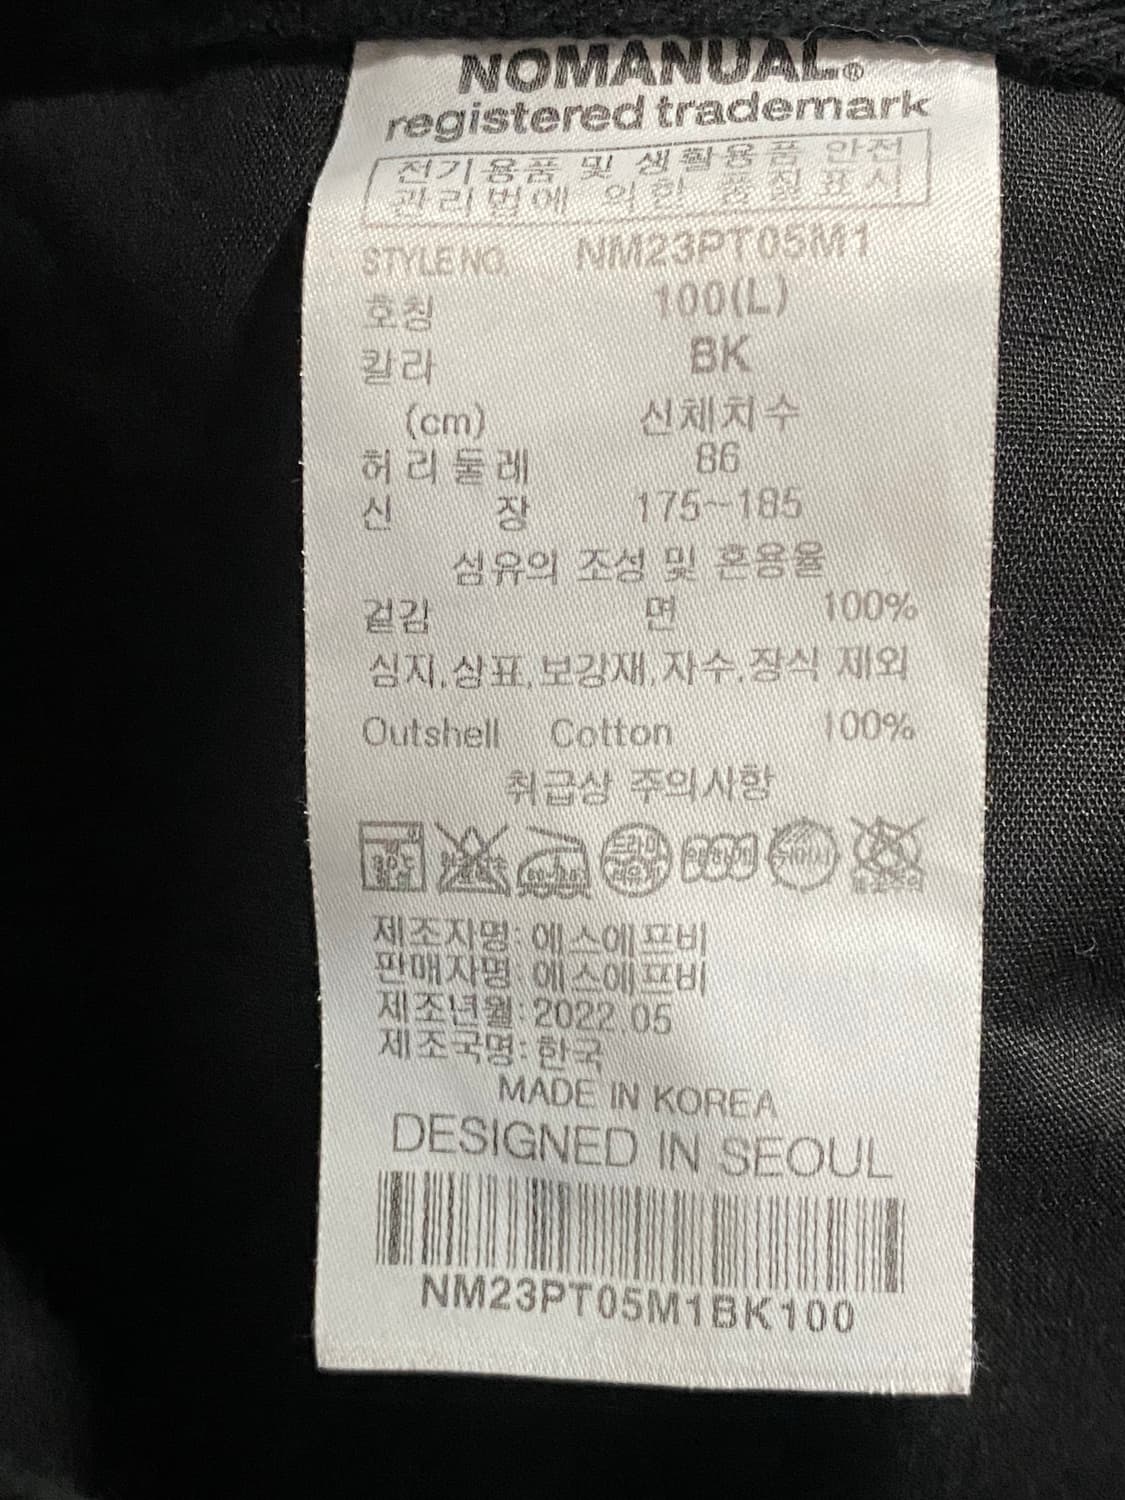 NOMANUAL®
registered trademark
전기용품 및 생활용품 안전
관리법에 의한 품질표시
STYLE NO. NM23PT05M1
호칭 100(L)
칼라 BK
(cm) 신체치수
허리둘레 86
신 장 175~185
섬유의 조성 및 혼용율
겉감 면 100%
심지,상표,보강재,자수,장식 제외
Outshell Cotton 100%
취급상 주의사항
드라이
약하게
제조자명: 에스에프비
판매자명: 에스에프비
제조년월: 2022.05
제조국명: 한국
MADE IN KOREA
DESIGNED IN SEOUL
NM23PT05M1BK100